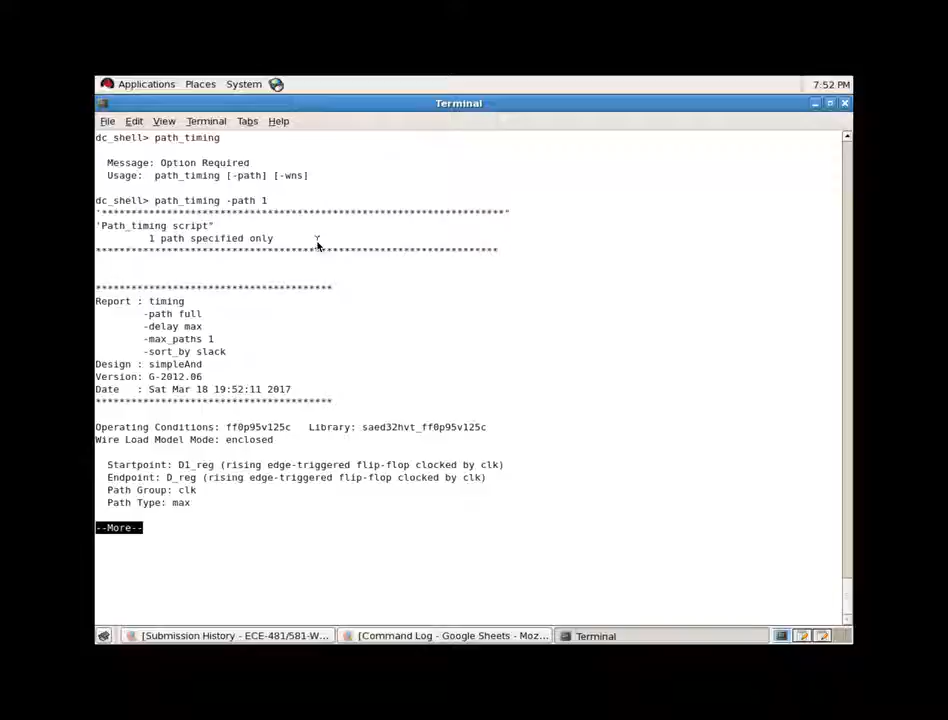 Applications Places System 7:52 PM
Terminal
File Edit View Terminal Tabs Help
dc_shell> path_timing
Message: Option Required
Usage: path_timing [-path] [-wns]
dc_shell> path_timing -path 1
'********************************************************************"
'Path_timing script"
1 path specified only
********************************************************************
****************************************
Report : timing
-path full
-delay max
-max_paths 1
-sort_by slack
Design : simpleAnd
Version: G-2012.06
Date : Sat Mar 18 19:52:11 2017
****************************************
Operating Conditions: ff0p95v125c Library: saed32hvt_ff0p95v125c
Wire Load Model Mode: enclosed
Startpoint: D1_reg (rising edge-triggered flip-flop clocked by clk)
Endpoint: D_reg (rising edge-triggered flip-flop clocked by clk)
Path Group: clk
Path Type: max
--More--
[Submission History - ECE-481/581-W... [Command Log - Google Sheets - Moz... Terminal